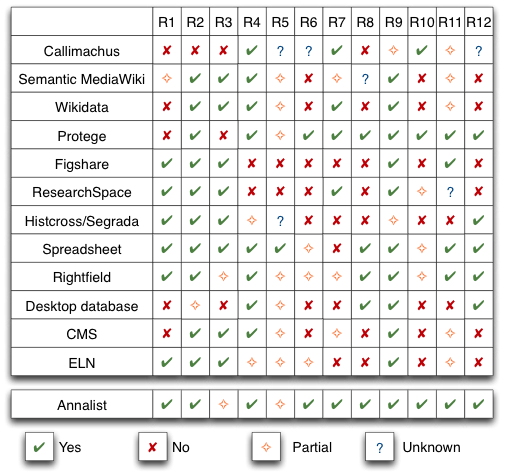 R1 R2 R3 R4 R5 R6 R7 R8 R9 R10 R11 R12
Callimachus ✘ ✘ ✘ ✔ ? ? ✔ ✘ ✧ ✔ ✧ ?
Semantic MediaWiki ✧ ✔ ✔ ✔ ✧ ✘ ✧ ? ✔ ✘ ✧ ✘
Wikidata ✘ ✔ ✔ ✔ ✧ ✘ ✔ ✘ ✔ ✘ ✧ ✘
Protege ✘ ✔ ✘ ✔ ✧ ✔ ✔ ✔ ✔ ✔ ✔ ✔
Figshare ✔ ✔ ✔ ✘ ✘ ✘ ✘ ✘ ✔ ✘ ✔ ✘
ResearchSpace ✔ ✔ ✔ ✘ ✘ ✘ ✔ ✘ ✔ ✧ ? ✘
Histcross/Segrada ✔ ✔ ✔ ✧ ? ✘ ✘ ✘ ✧ ✘ ✘ ✔
Spreadsheet ✔ ✔ ✔ ✔ ✔ ✧ ✘ ✔ ✔ ✧ ✔ ✔
Rightfield ✔ ✔ ✧ ✔ ✧ ✧ ✧ ✔ ✔ ✧ ✔ ✔
Desktop database ✘ ✧ ✘ ✔ ✧ ✘ ✘ ✔ ✔ ✘ ✘ ✔
CMS ✘ ✔ ✔ ✔ ✧ ✘ ✧ ✘ ✔ ✘ ✧ ✘
ELN ✔ ✔ ✔ ✧ ✧ ✧ ✘ ✘ ✔ ✘ ✧ ✘
Annalist ✔ ✔ ✧ ✔ ✧ ✔ ✔ ✔ ✔ ✔ ✔ ✔
✔ Yes ✘ No ✧ Partial ? Unknown